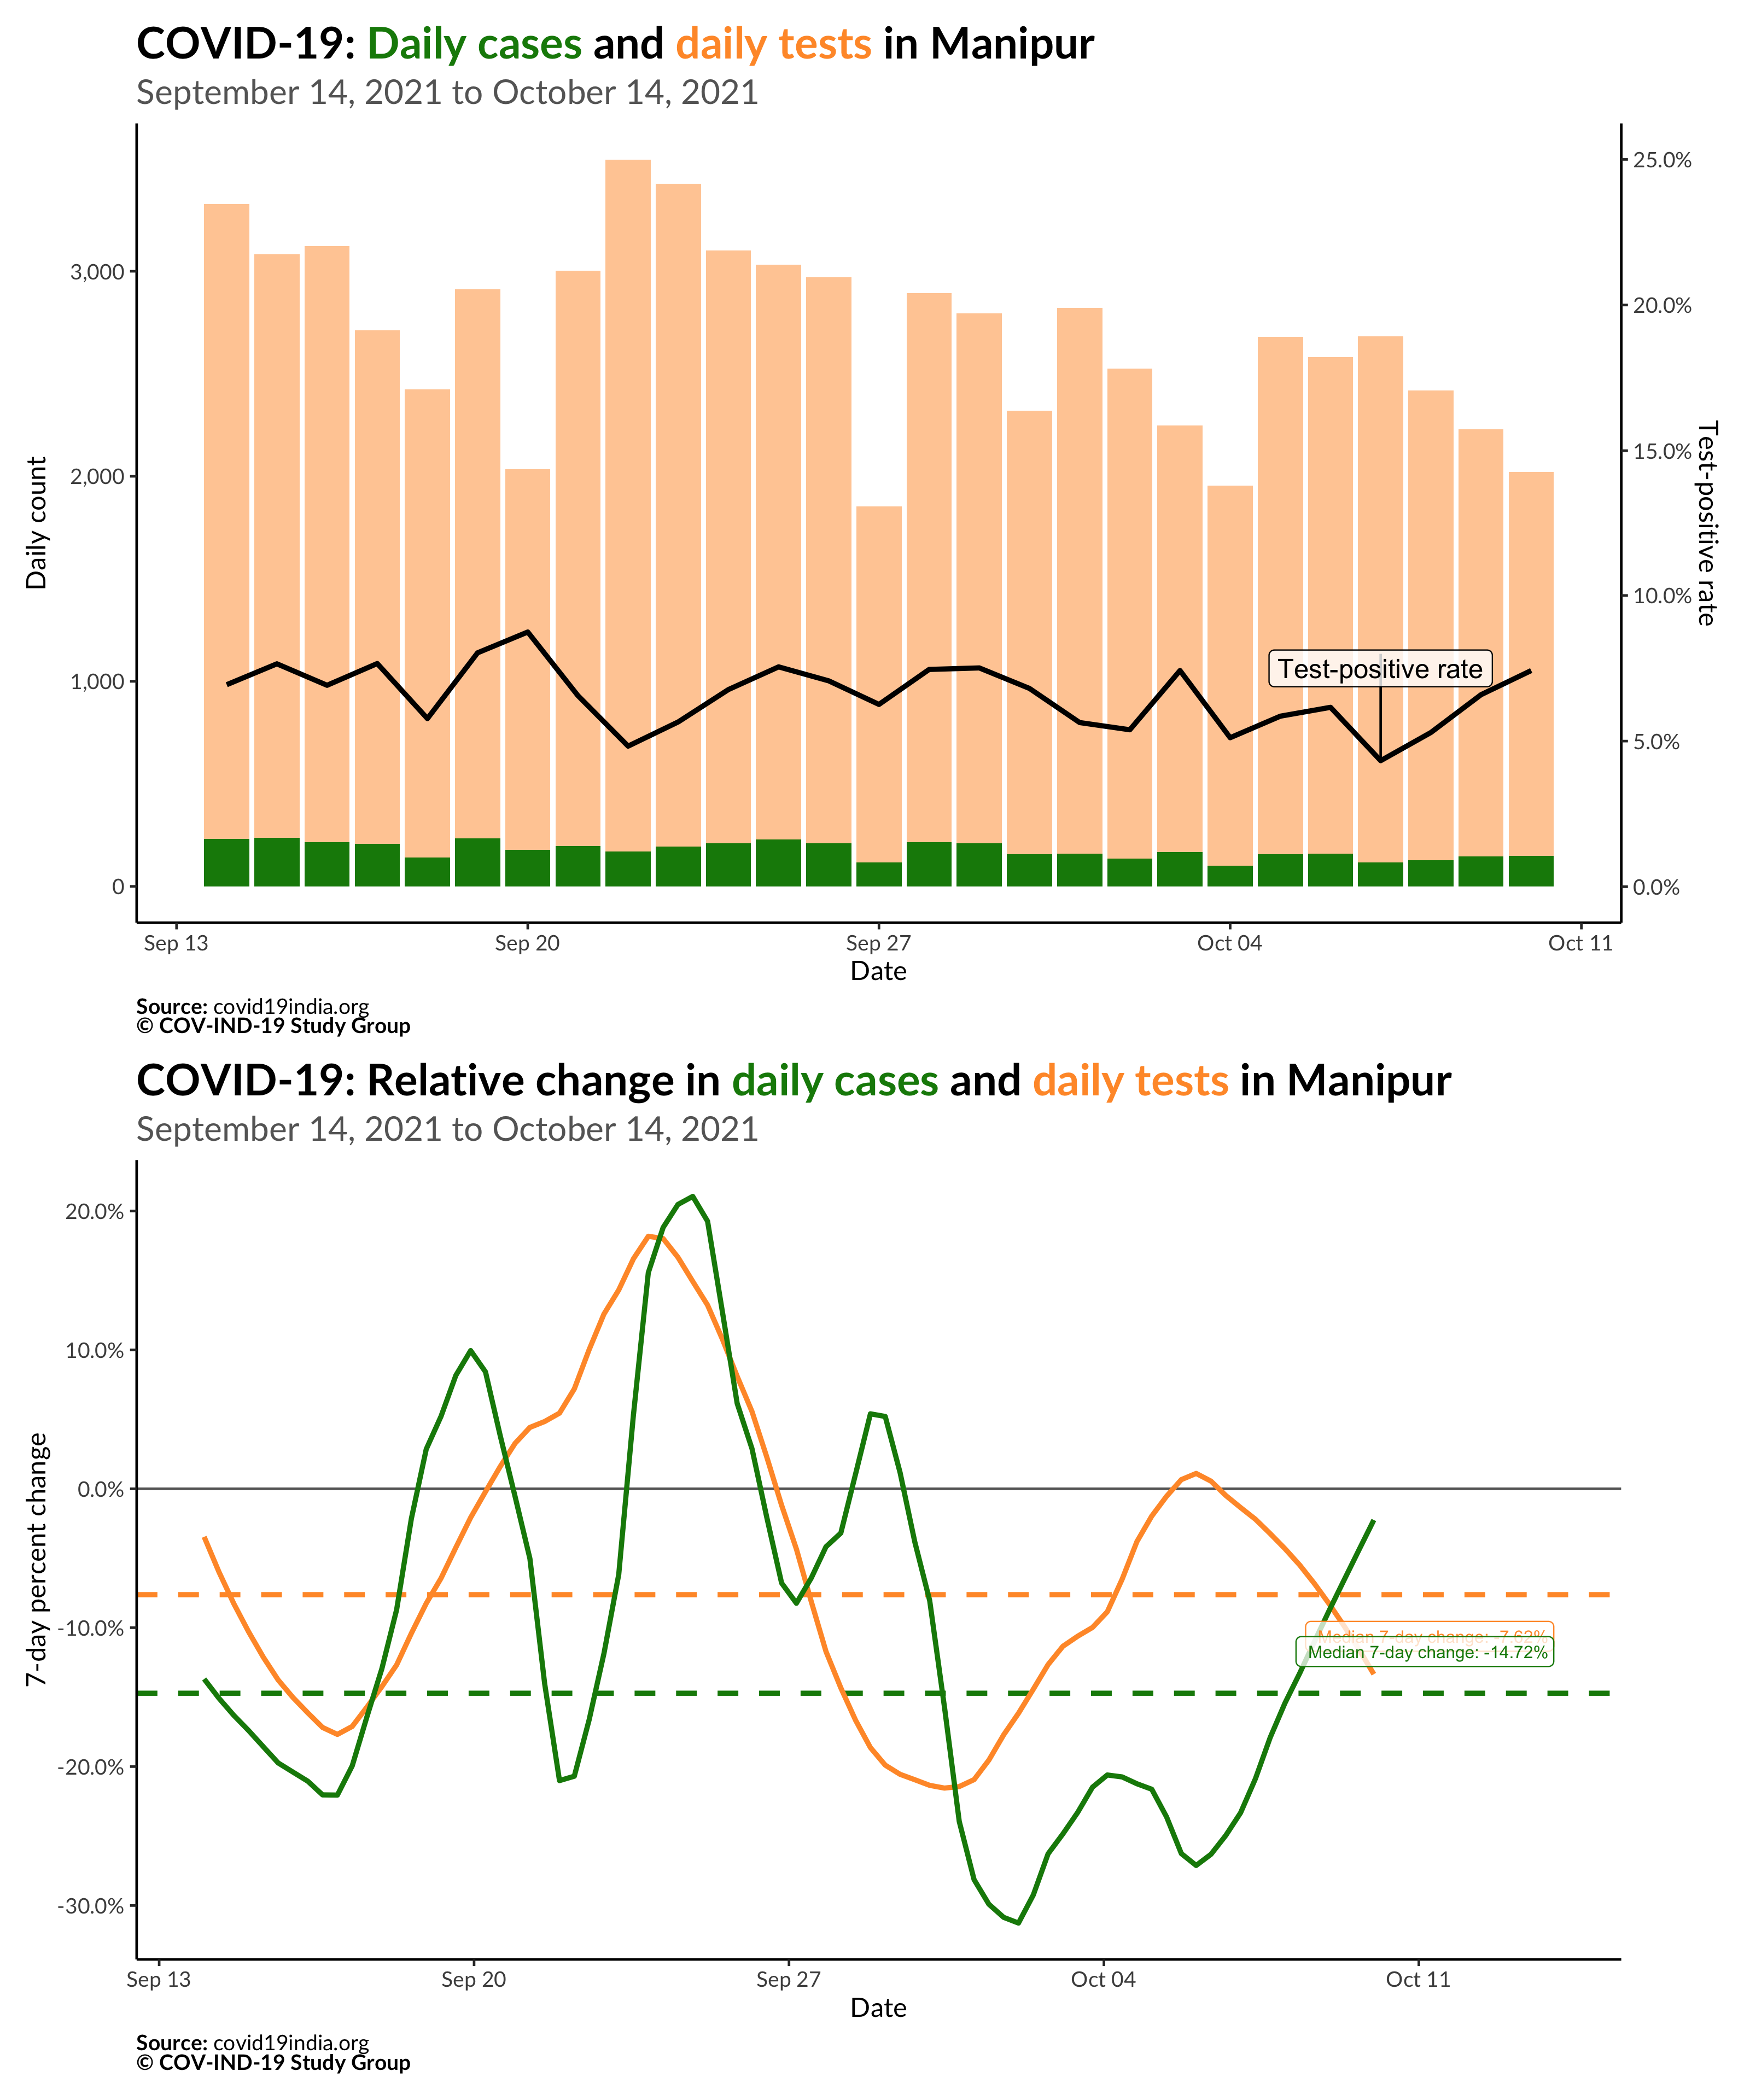 COVID-19: Daily cases and daily tests in Manipur
September 14, 2021 to October 14, 2021
25.0%
20.0%
15.0%
10.0%
5.0%
0.0%
Test-positive rate
3,000
2,000
1,000
0
Daily count
Test-positive rate
Sep 13
Sep 20
Sep 27
Oct 04
Oct 11
Date
Source: covid19india.org
© COV-IND-19 Study Group
COVID-19: Relative change in daily cases and daily tests in Manipur
September 14, 2021 to October 14, 2021
20.0%
10.0%
0.0%
-10.0%
-20.0%
-30.0%
7-day percent change
Median 7-day change: -7.62%
Median 7-day change: -14.72%
Sep 13
Sep 20
Sep 27
Oct 04
Oct 11
Date
Source: covid19india.org
© COV-IND-19 Study Group